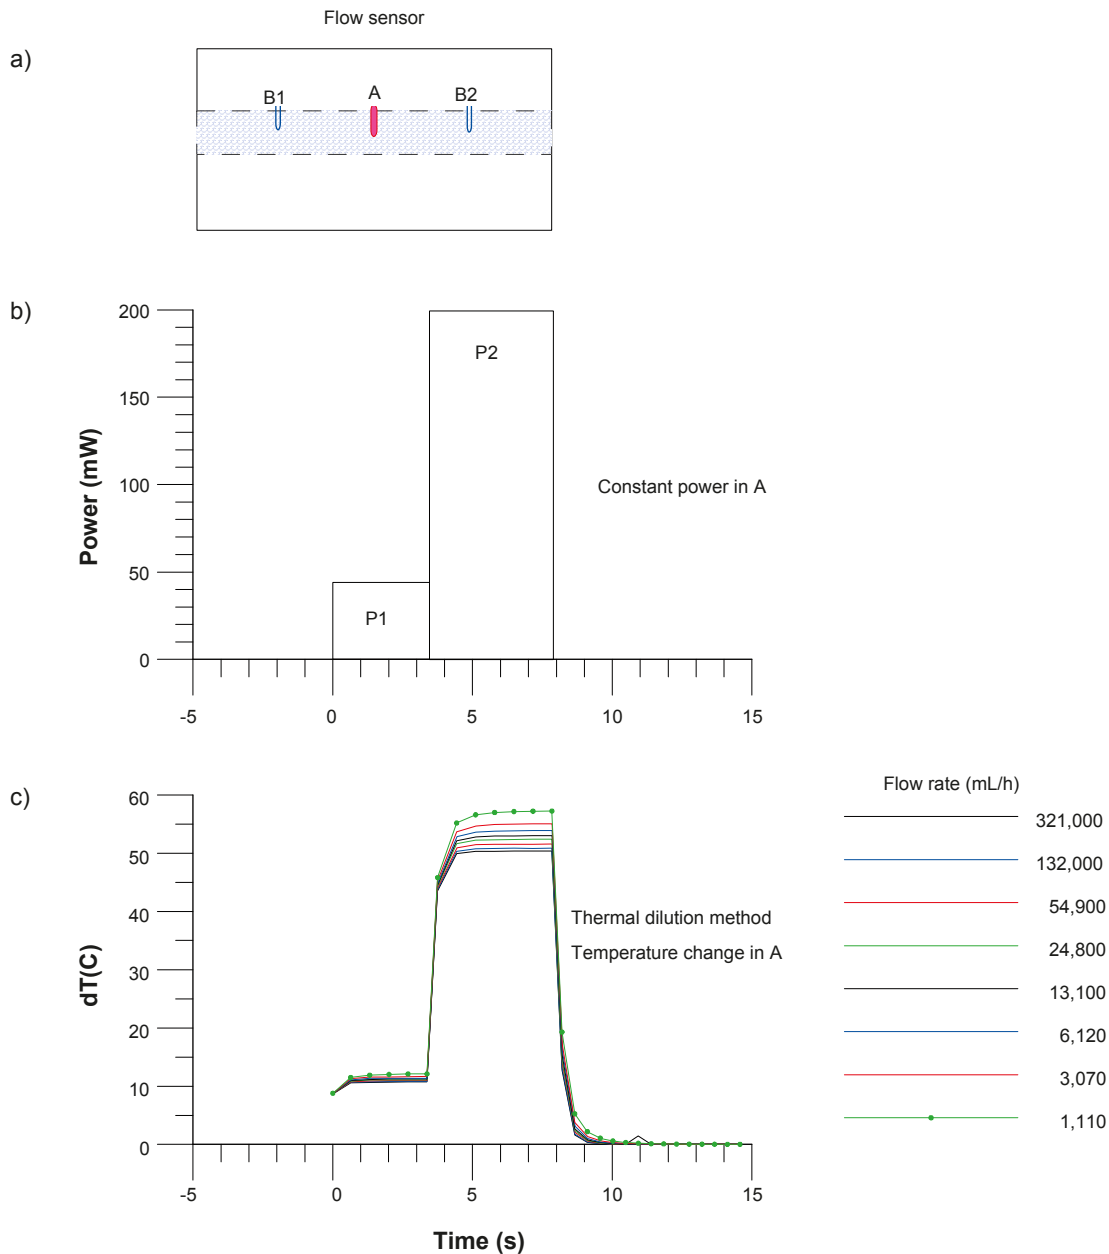 Flow sensor
a)
B1
A
B2
b)
200
150
100
50
0
Power (mW)
P1
P2
Constant power in A
-5
0
5
10
15
c)
60
50
40
30
20
10
0
dT(C)
Thermal dilution method
Temperature change in A
-5
0
5
10
15
Time (s)
Flow rate (mL/h)
321,000
132,000
54,900
24,800
13,100
6,120
3,070
1,110